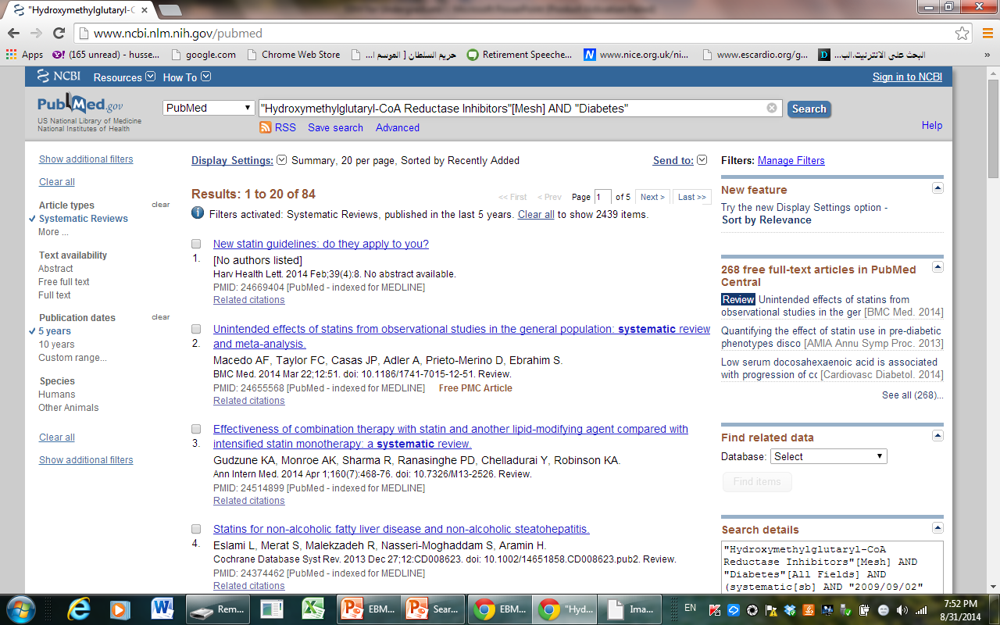 "Hydroxymethylglutaryl-C
www.ncbi.nlm.nih.gov/pubmed
Apps (165 unread) - husse... google.com Chrome Web Store حريم السلطان [ الموسم ا... Retirement Speeche... www.nice.org.uk/ni... www.escardio.org/g... البحث على الانترنيت.الب... »
NCBI Resources How To Sign in to NCBI
PubMed.gov
US National Library of Medicine
National Institutes of Health
PubMed "Hydroxymethylglutaryl-CoA Reductase Inhibitors"[Mesh] AND "Diabetes" Search
RSS Save search Advanced Help
Show additional filters
Clear all
Article types clear
Systematic Reviews
More ...
Text availability
Abstract
Free full text
Full text
Publication dates clear
5 years
10 years
Custom range...
Species
Humans
Other Animals
Clear all
Show additional filters
Display Settings: Summary, 20 per page, Sorted by Recently Added Send to:
Results: 1 to 20 of 84 << First < Prev Page 1 of 5 Next > Last >>
Filters activated: Systematic Reviews, published in the last 5 years. Clear all to show 2439 items.
New statin guidelines: do they apply to you?
1. [No authors listed]
Harv Health Lett. 2014 Feb;39(4):8. No abstract available.
PMID: 24669404 [PubMed - indexed for MEDLINE]
Related citations
Unintended effects of statins from observational studies in the general population: systematic review
2. and meta-analysis.
Macedo AF, Taylor FC, Casas JP, Adler A, Prieto-Merino D, Ebrahim S.
BMC Med. 2014 Mar 22;12:51. doi: 10.1186/1741-7015-12-51. Review.
PMID: 24655568 [PubMed - indexed for MEDLINE] Free PMC Article
Related citations
Effectiveness of combination therapy with statin and another lipid-modifying agent compared with
3. intensified statin monotherapy: a systematic review.
Gudzune KA, Monroe AK, Sharma R, Ranasinghe PD, Chelladurai Y, Robinson KA.
Ann Intern Med. 2014 Apr 1;160(7):468-76. doi: 10.7326/M13-2526. Review.
PMID: 24514899 [PubMed - indexed for MEDLINE]
Related citations
Statins for non-alcoholic fatty liver disease and non-alcoholic steatohepatitis.
4. Eslami L, Merat S, Malekzadeh R, Nasseri-Moghaddam S, Aramin H.
Cochrane Database Syst Rev. 2013 Dec 27;12:CD008623. doi: 10.1002/14651858.CD008623.pub2. Review.
PMID: 24374462 [PubMed - indexed for MEDLINE]
Related citations
Filters: Manage Filters
New feature
Try the new Display Settings option -
Sort by Relevance
268 free full-text articles in PubMed
Central
Review Unintended effects of statins from
observational studies in the ger [BMC Med. 2014]
Quantifying the effect of statin use in pre-diabetic
phenotypes disco [AMIA Annu Symp Proc. 2013]
Low serum docosahexaenoic acid is associated
with progression of cc [Cardiovasc Diabetol. 2014]
See all (268)...
Find related data
Database: Select
Find items
Search details
"Hydroxymethylglutaryl-CoA
Reductase Inhibitors"[Mesh] AND
"Diabetes"[All Fields] AND
(systematic[sb] AND "2009/09/02"
Rem... EBM... Sear... EBM... "Hyd... Ima... EN 7:52 PM
8/31/2014